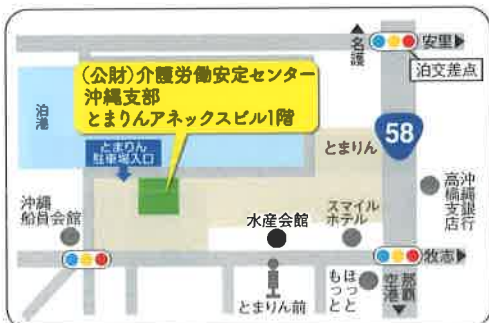 ▲名護
安里▶
泊交差点
(公財)介護労働安定センター
沖縄支部
とまりんアネックスビル1階
泊港
とまりん
駐車場入口
とまりん
58
沖縄
船員会館
水産会館
スマイル
ホテル
沖縄銀行
高橋支店
牧志▶
とまりん前
ほっと
もっと
那覇
空港▼